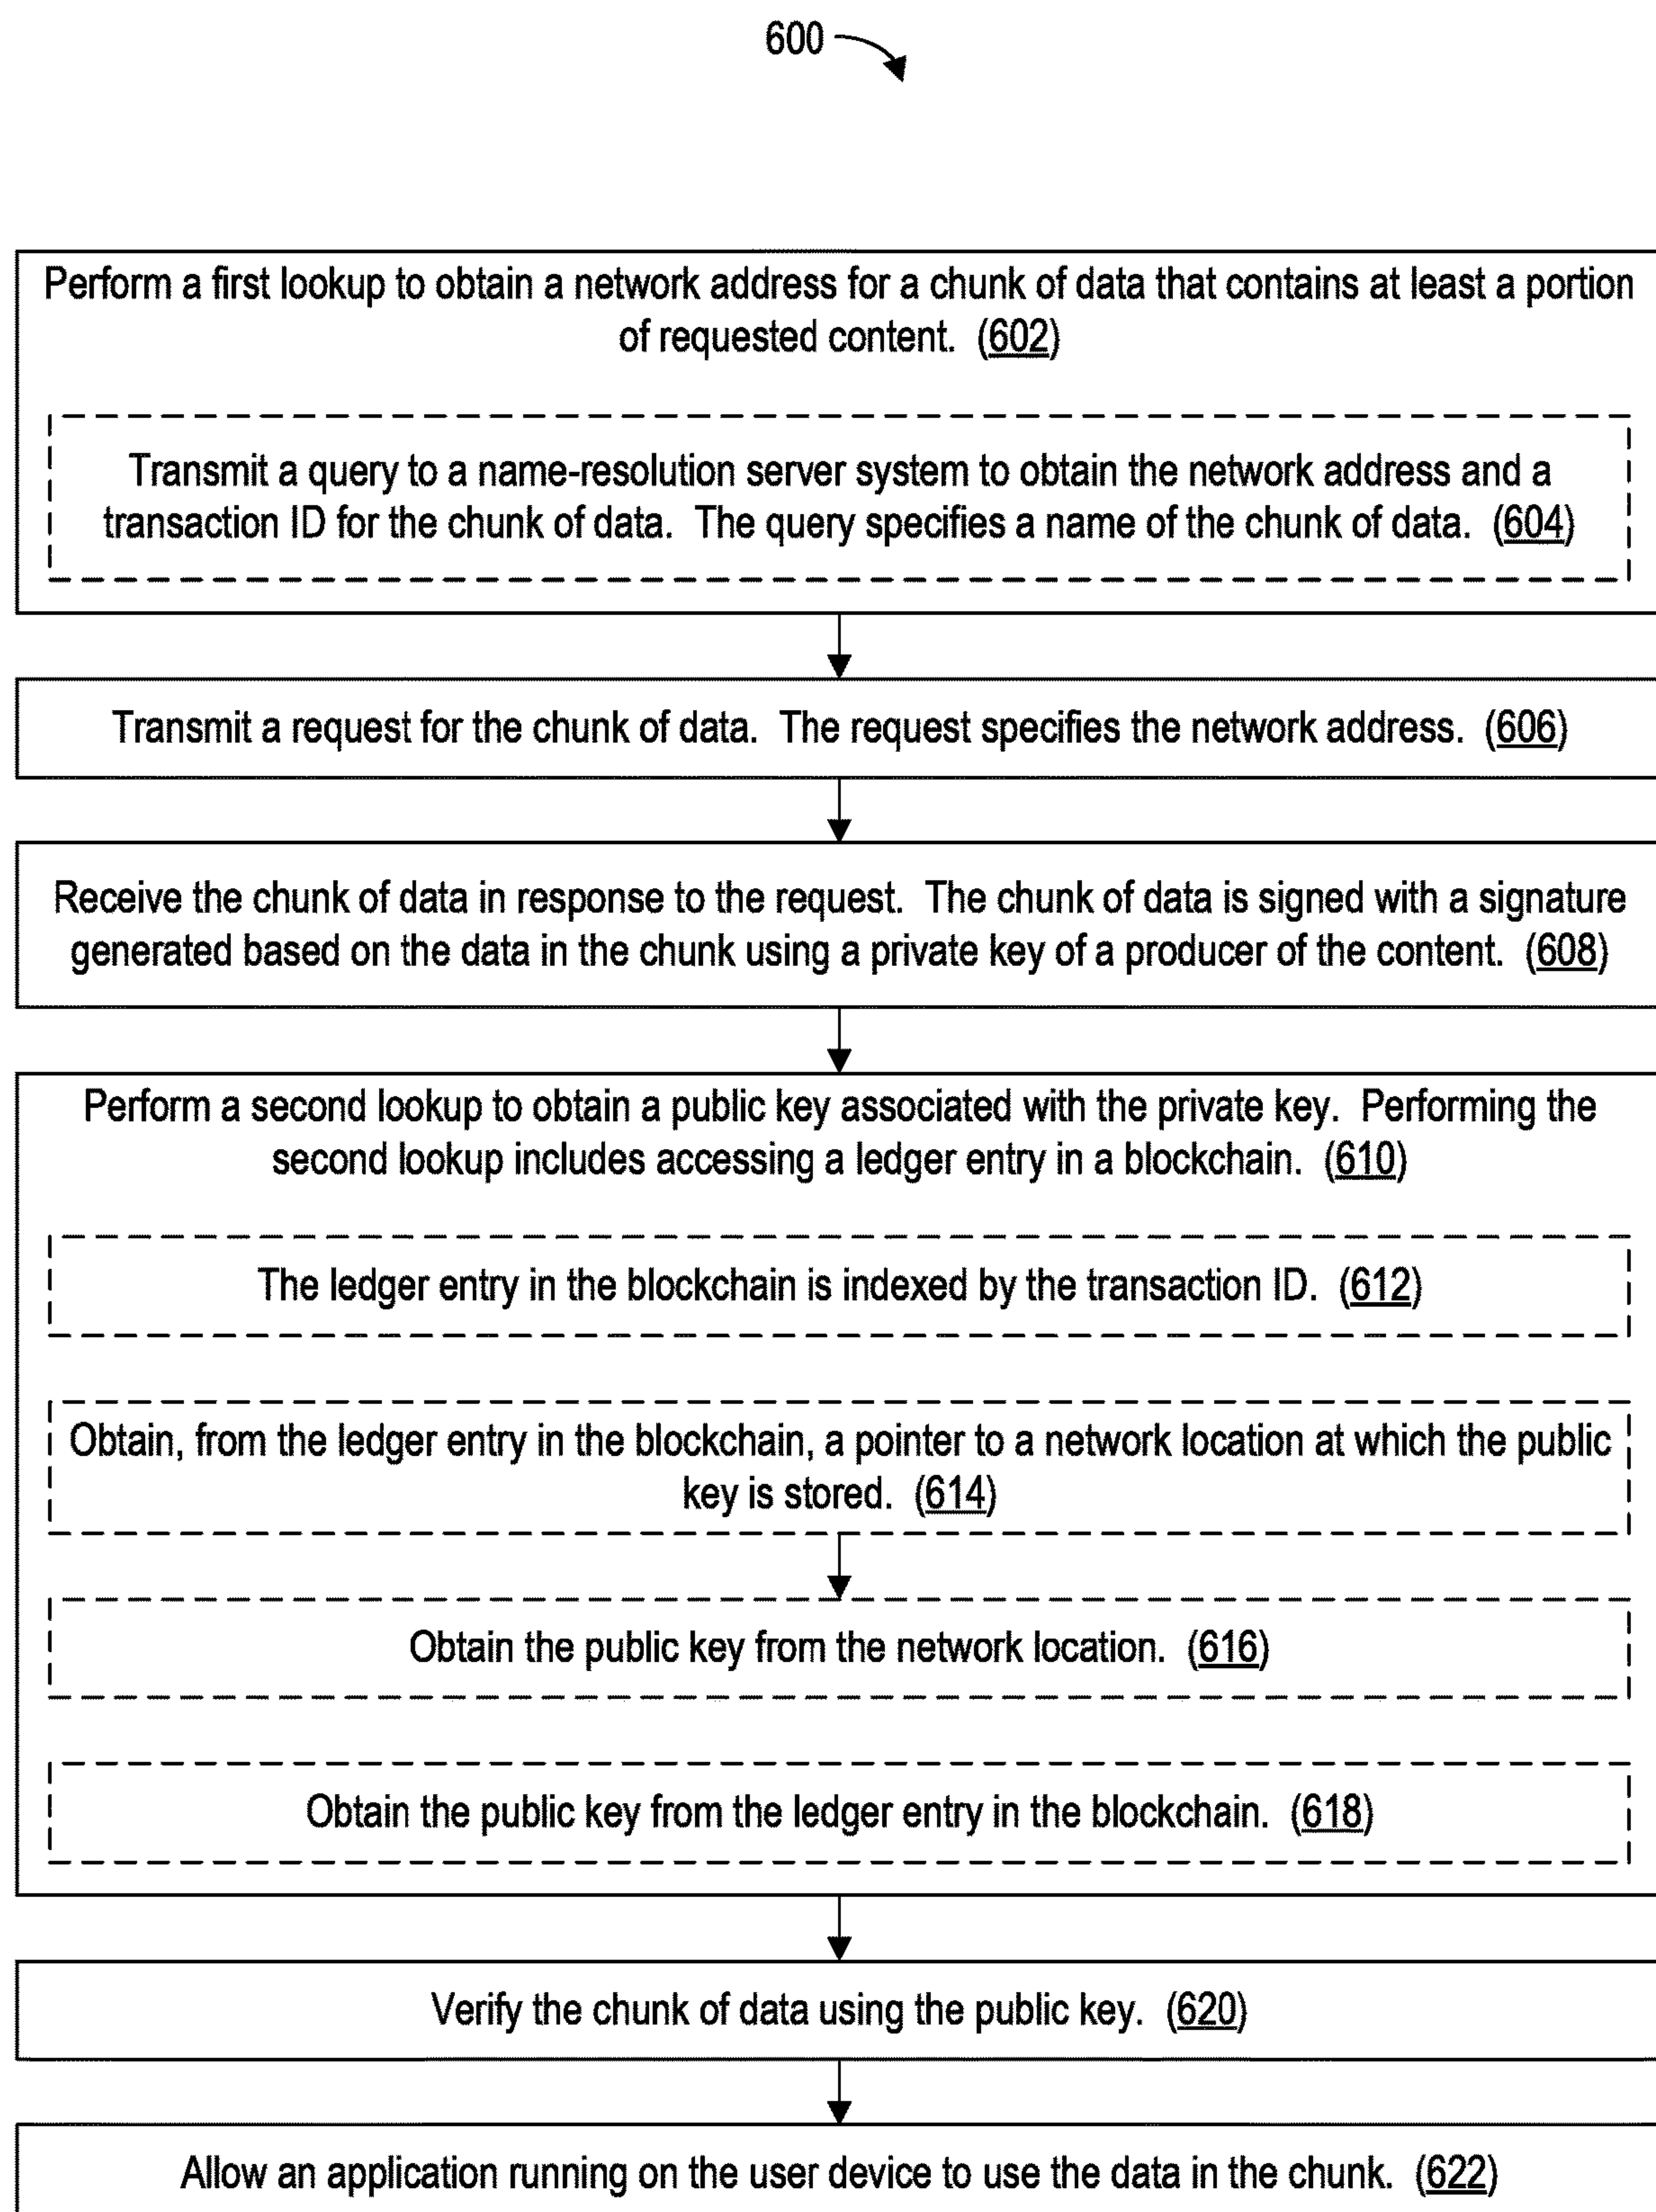 600
Perform a first lookup to obtain a network address for a chunk of data that contains at least a portion
of requested content. (602)
Transmit a query to a name-resolution server system to obtain the network address and a
transaction ID for the chunk of data. The query specifies a name of the chunk of data. (604)
Transmit a request for the chunk of data. The request specifies the network address. (606)
Receive the chunk of data in response to the request. The chunk of data is signed with a signature
generated based on the data in the chunk using a private key of a producer of the content. (608)
Perform a second lookup to obtain a public key associated with the private key. Performing the
second lookup includes accessing a ledger entry in a blockchain. (610)
The ledger entry in the blockchain is indexed by the transaction ID. (612)
Obtain, from the ledger entry in the blockchain, a pointer to a network location at which the public
key is stored. (614)
Obtain the public key from the network location. (616)
Obtain the public key from the ledger entry in the blockchain. (618)
Verify the chunk of data using the public key. (620)
Allow an application running on the user device to use the data in the chunk. (622)